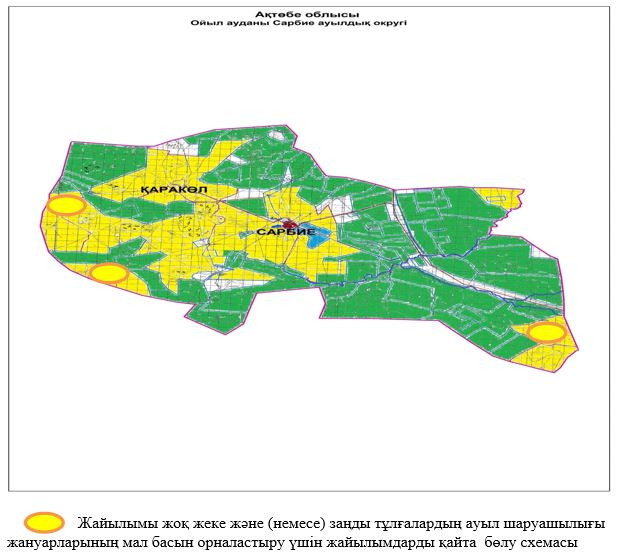 Ақтөбе облысы
Ойыл ауданы Сарбие ауылдық округі
ҚАРАКӨЛ
САРБИЕ
Жайылымы жоқ жеке және (немесе) заңды тұлғалардың ауыл шаруашылығы
жануарларының мал басын орналастыру үшін жайылымдарды қайта бөлу схемасы